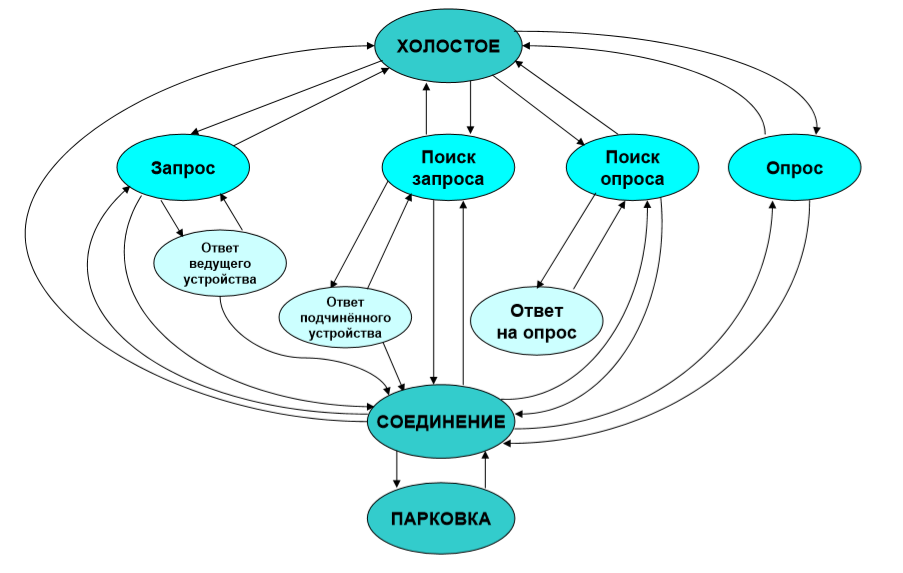 ХОЛОСТОЕ
Запрос
Поиск
запроса
Поиск
опроса
Опрос
Ответ
ведущего
устройства
Ответ
подчинённого
устройства
Ответ
на опрос
СОЕДИНЕНИЕ
ПАРКОВКА